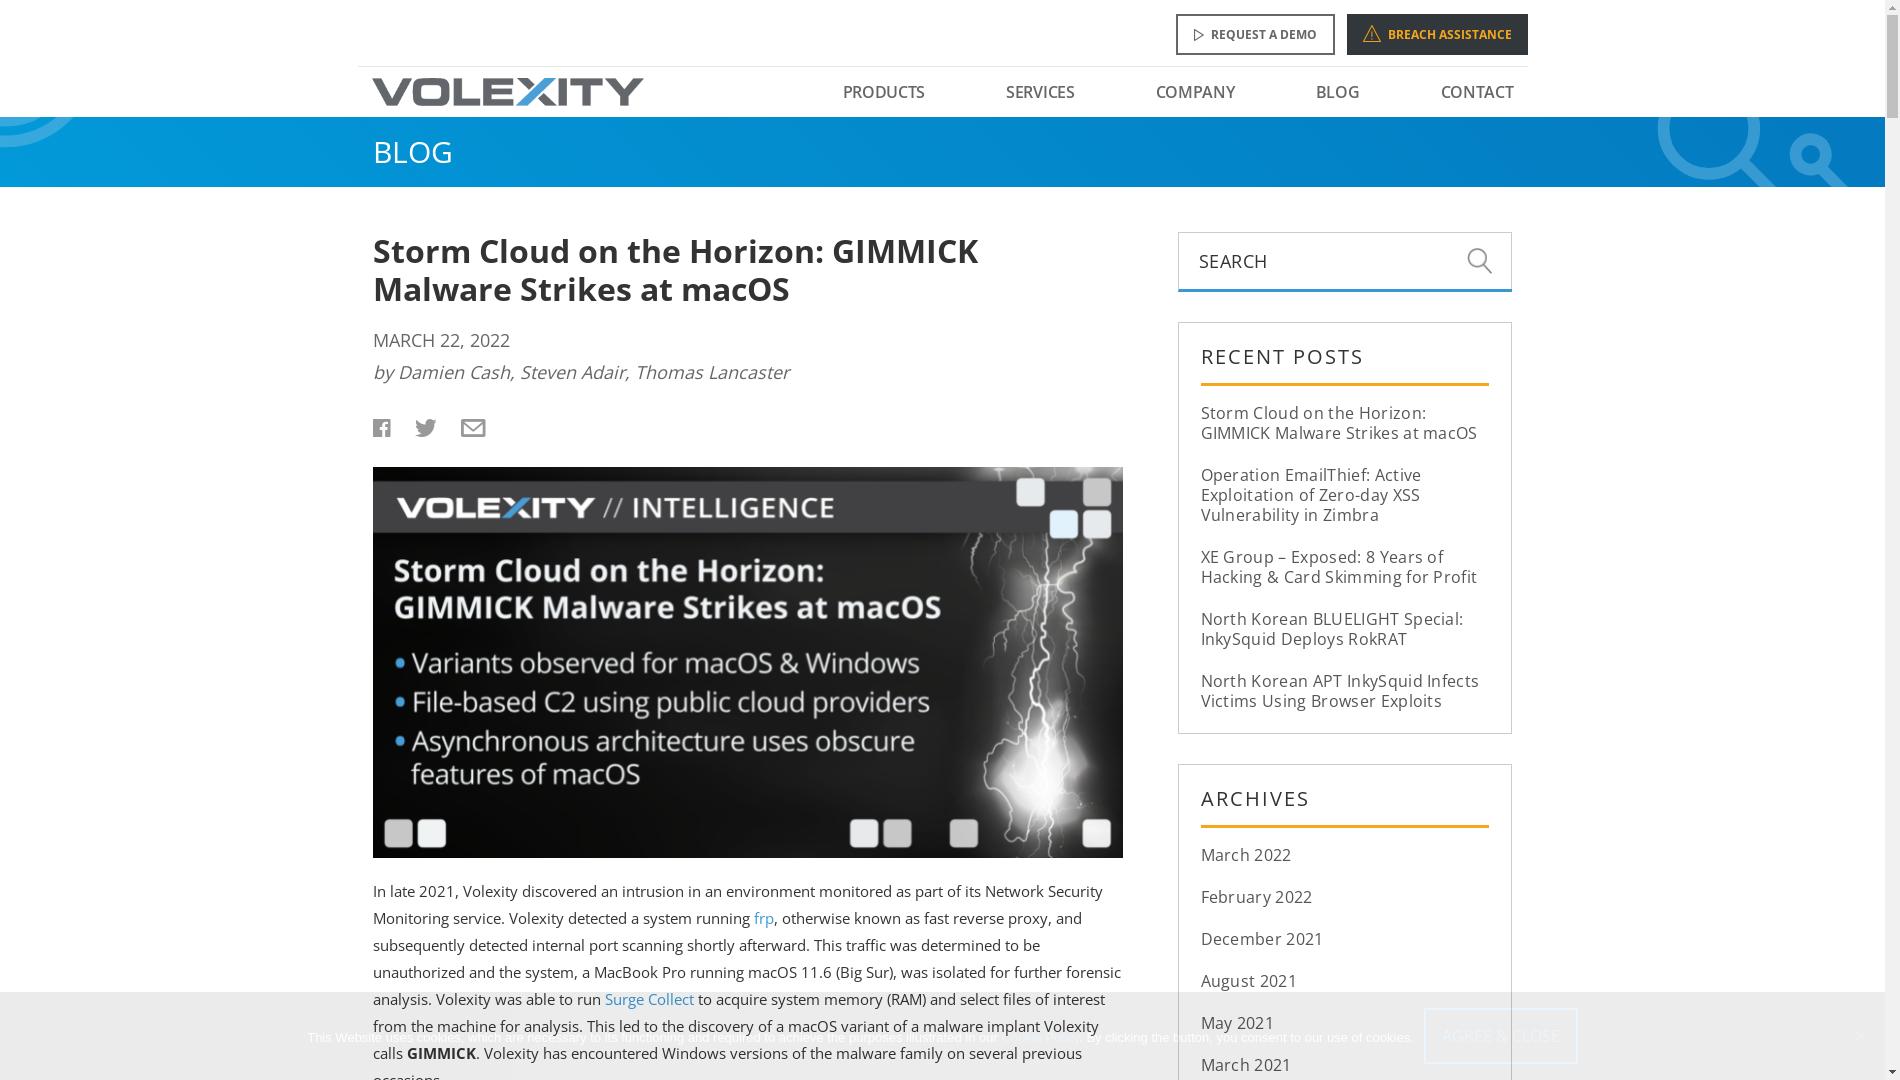 REQUEST A DEMO
BREACH ASSISTANCE
VOLEXITY
PRODUCTS
SERVICES
COMPANY
BLOG
CONTACT
BLOG
Storm Cloud on the Horizon: GIMMICK
Malware Strikes at macOS
MARCH 22, 2022
by Damien Cash, Steven Adair, Thomas Lancaster
VOLEXITY // INTELLIGENCE
Storm Cloud on the Horizon:
GIMMICK Malware Strikes at macOS
• Variants observed for macOS & Windows
• File-based C2 using public cloud providers
• Asynchronous architecture uses obscure
features of macOS
In late 2021, Volexity discovered an intrusion in an environment monitored as part of its Network Security
Monitoring service. Volexity detected a system running frp, otherwise known as fast reverse proxy, and
subsequently detected internal port scanning shortly afterward. This traffic was determined to be
unauthorized and the system, a MacBook Pro running macOS 11.6 (Big Sur), was isolated for further forensic
analysis. Volexity was able to run Surge Collect to acquire system memory (RAM) and select files of interest
from the machine for analysis. This led to the discovery of a macOS variant of a malware implant Volexity
calls GIMMICK. Volexity has encountered Windows versions of the malware family on several previous
occasions.
SEARCH
RECENT POSTS
Storm Cloud on the Horizon:
GIMMICK Malware Strikes at macOS
Operation EmailThief: Active
Exploitation of Zero-day XSS
Vulnerability in Zimbra
XE Group – Exposed: 8 Years of
Hacking & Card Skimming for Profit
North Korean BLUELIGHT Special:
InkySquid Deploys RokRAT
North Korean APT InkySquid Infects
Victims Using Browser Exploits
ARCHIVES
March 2022
February 2022
December 2021
August 2021
May 2021
March 2021
This Website uses cookies, which are necessary to its functioning and required to achieve the purposes illustrated in our
. By clicking the button, you consent to our use of cookies.
AGREE & CLOSE